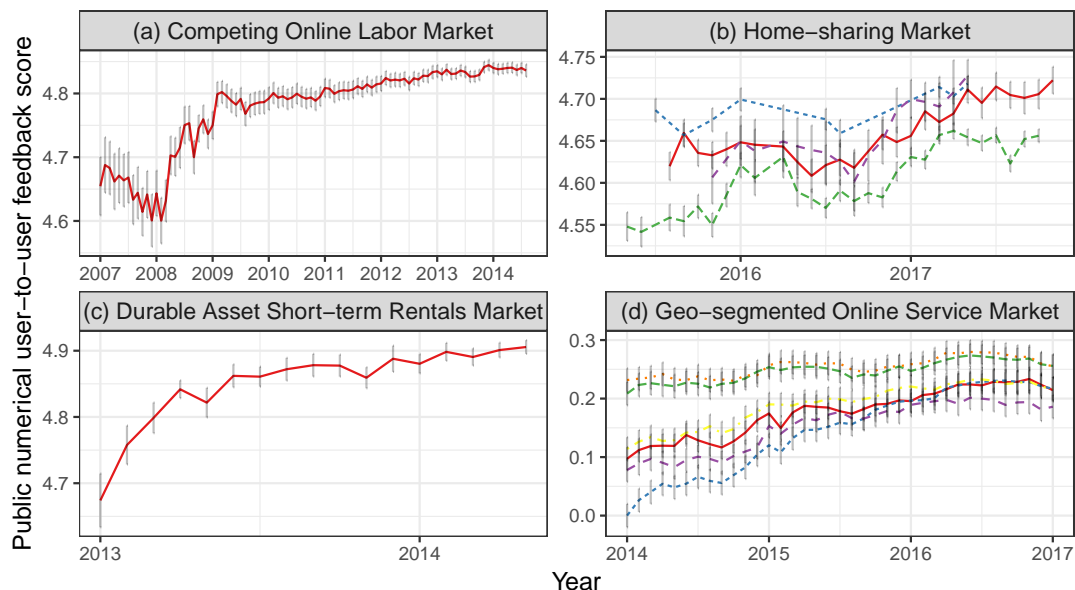 Public numerical user−to−user feedback score
(a) Competing Online Labor Market
4.8
4.7
4.6
2007 2008 2009 2010 2011 2012 2013 2014
(b) Home−sharing Market
4.75
4.70
4.65
4.60
4.55
2016 2017
(c) Durable Asset Short−term Rentals Market
4.9
4.8
4.7
2013 2014
(d) Geo−segmented Online Service Market
0.3
0.2
0.1
0.0
2014 2015 2016 2017
Year